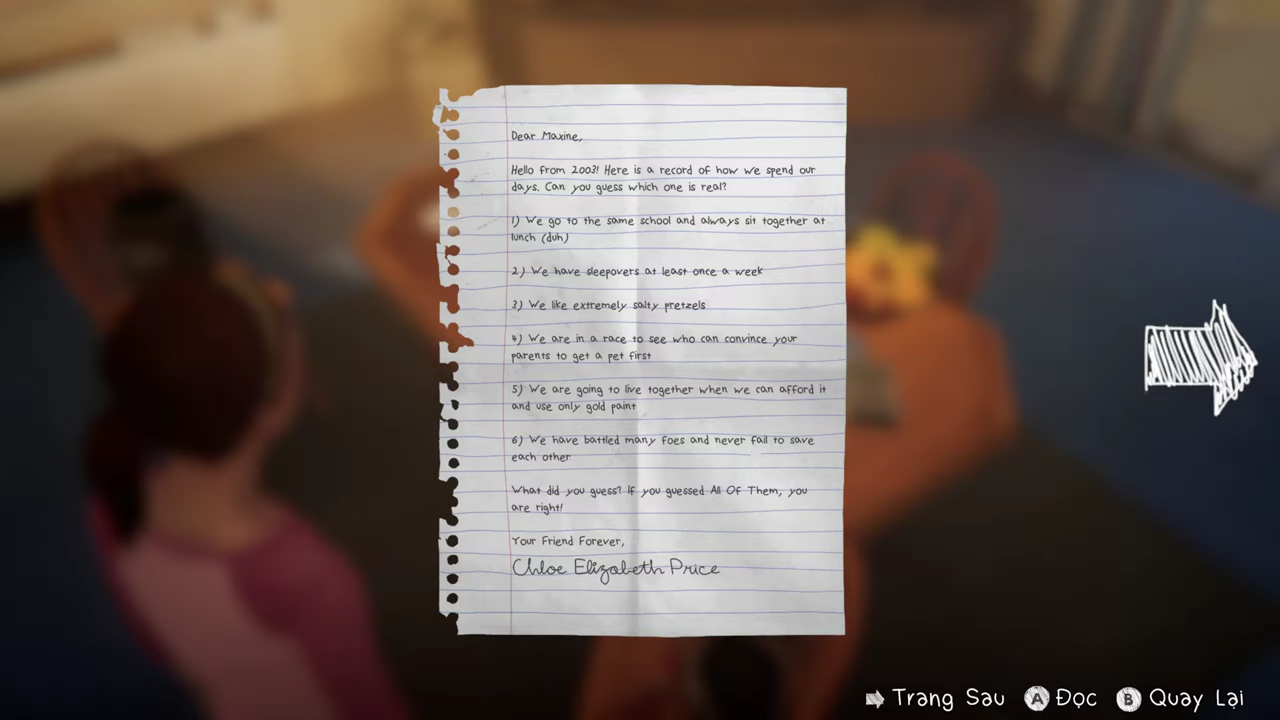 Dear Maxine,
Hello from 2003! Here is a record of how we spend our
days. Can you guess which one is real?
1) We go to the same school and always sit together at
lunch (duh)
2) We have sleepovers at least once a week
3) We like extremely salty pretzels
4) We are in a race to see who can convince your
parents to get a pet first
5) We are going to live together when we can afford it
and use only gold paint
6) We have battled many foes and never fail to save
each other
What did you guess? If you guessed All Of Them, you
are right!
Your Friend Forever,
Chloe Elizabeth Price
Trang Sau A Đọc B Quay Lại